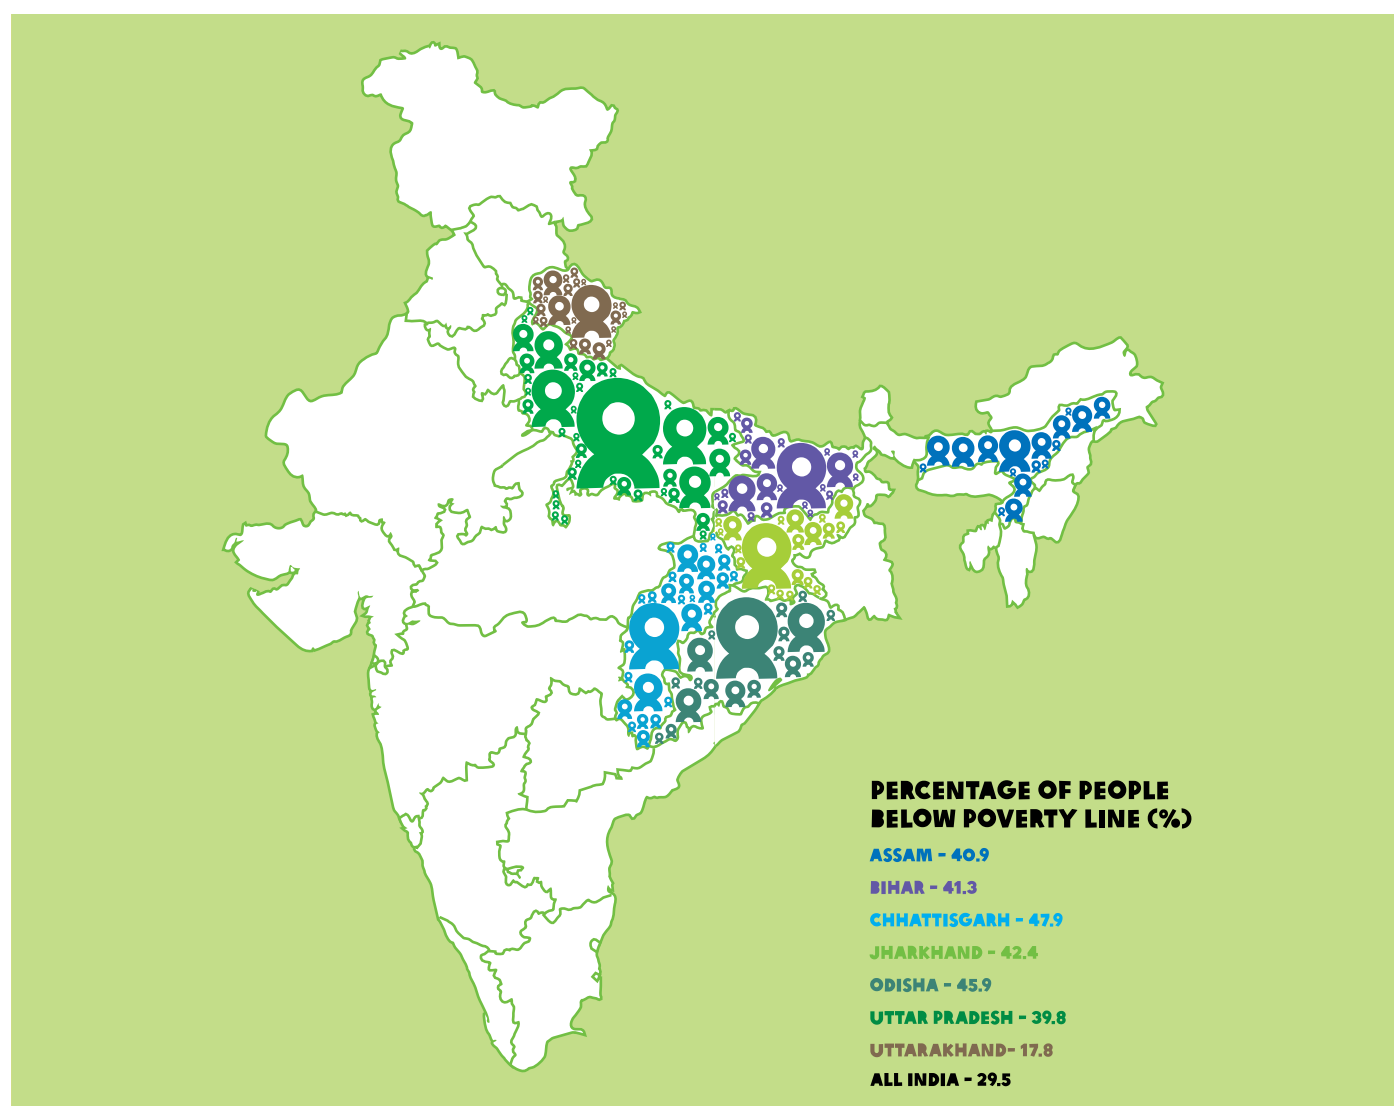 PERCENTAGE OF PEOPLE
BELOW POVERTY LINE (%)
ASSAM - 40.9
BIHAR - 41.3
CHHATTISGARH - 47.9
JHARKHAND - 42.4
ODISHA - 45.9
UTTAR PRADESH - 39.8
UTTARAKHAND- 17.8
ALL INDIA - 29.5